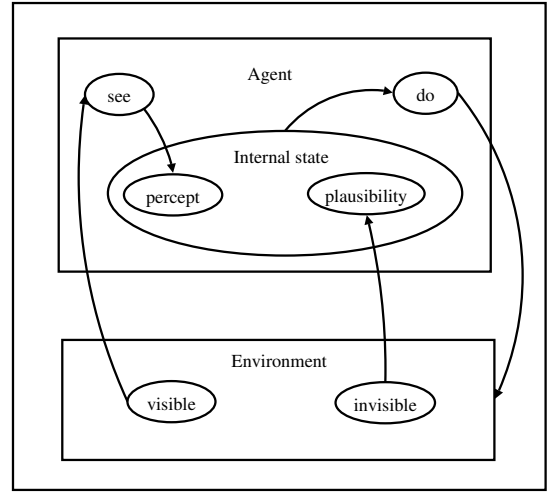 Agent
see
do
Internal state
percept
plausibility
Environment
visible
invisible